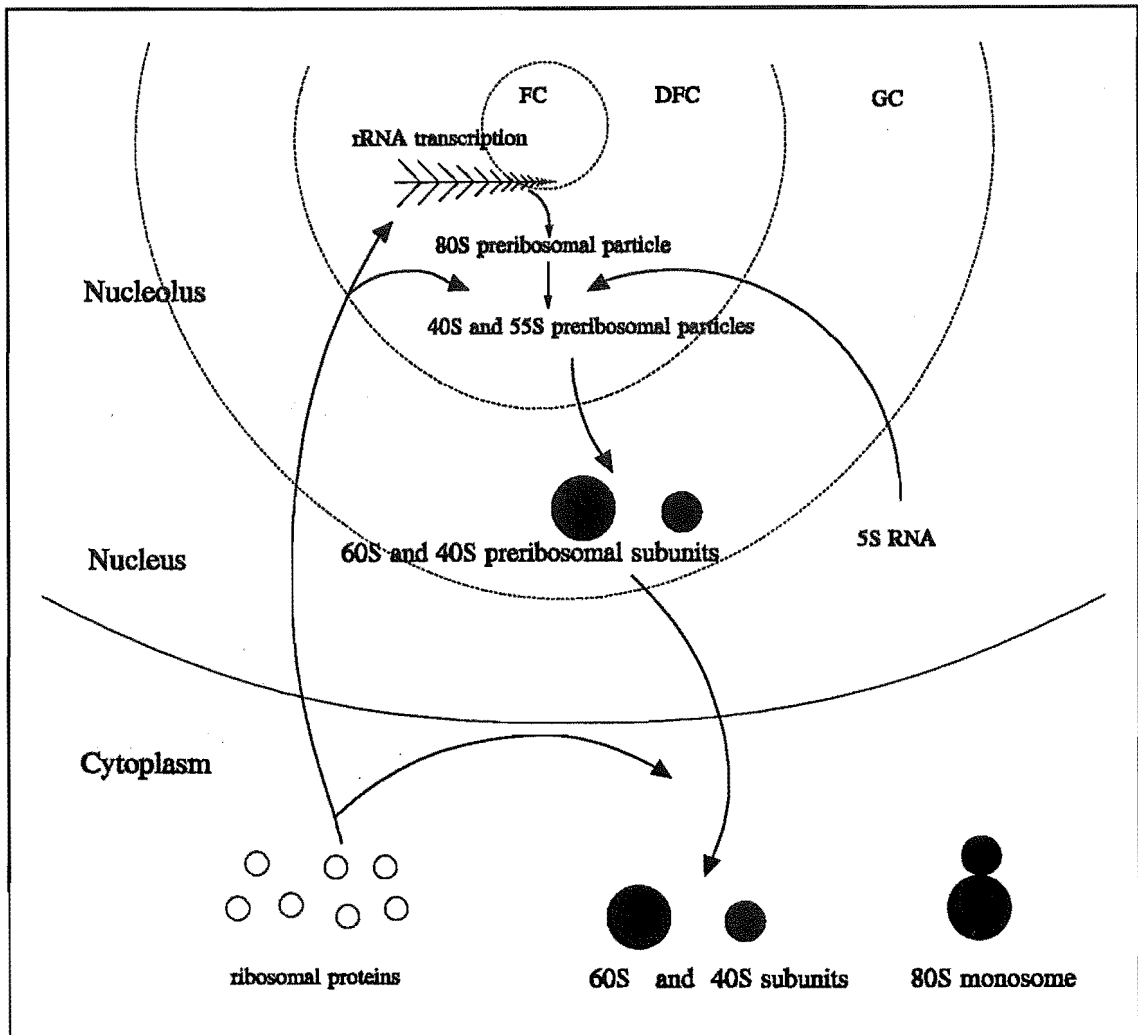 FC
DFC
GC
rRNA transcription
80S preribosomal particle
Nucleolus
40S and 55S preribosomal particles
5S RNA
60S and 40S preribosomal subunits
Nucleus
Cytoplasm
ribosomal proteins
60S and 40S subunits
80S monosome